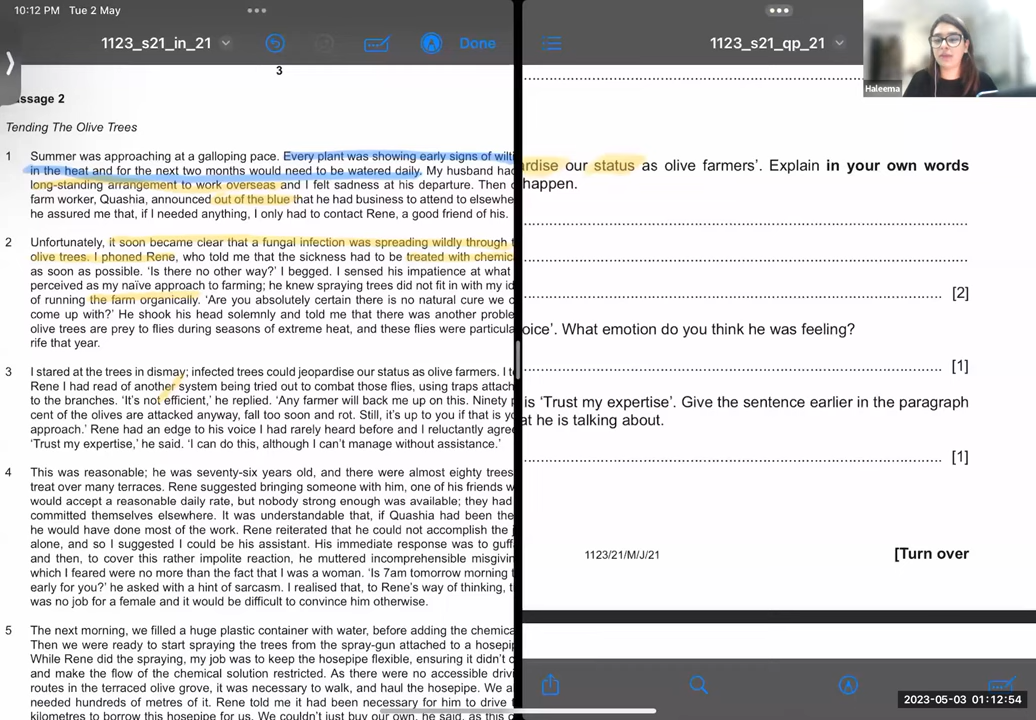 10:12 PM Tue 2 May
1123_s21_in_21
Done
1123_s21_qp_21
Haleema
3
ssage 2
Tending The Olive Trees
1 Summer was approaching at a galloping pace. Every plant was showing early signs of wilti
in the heat and for the next two months would need to be watered daily. My husband had
long-standing arrangement to work overseas and I felt sadness at his departure. Then o
farm worker, Quashia, announced out of the blue that he had business to attend to elsewhe
he assured me that, if I needed anything, I only had to contact Rene, a good friend of his.
2 Unfortunately, it soon became clear that a fungal infection was spreading wildly through t
olive trees. I phoned Rene, who told me that the sickness had to be treated with chemic
as soon as possible. 'Is there no other way?' I begged. I sensed his impatience at what
perceived as my naïve approach to farming; he knew spraying trees did not fit in with my id
of running the farm organically. 'Are you absolutely certain there is no natural cure we c
come up with?' He shook his head solemnly and told me that there was another proble
olive trees are prey to flies during seasons of extreme heat, and these flies were particula
rife that year.
3 I stared at the trees in dismay; infected trees could jeopardise our status as olive farmers. I t
Rene I had read of another system being tried out to combat those flies, using traps attach
to the branches. 'It's not efficient,' he replied. 'Any farmer will back me up on this. Ninety p
cent of the olives are attacked anyway, fall too soon and rot. Still, it's up to you if that is yo
approach.' Rene had an edge to his voice I had rarely heard before and I reluctantly agre
'Trust my expertise,' he said. 'I can do this, although I can't manage without assistance.'
4 This was reasonable; he was seventy-six years old, and there were almost eighty trees
treat over many terraces. Rene suggested bringing someone with him, one of his friends w
would accept a reasonable daily rate, but nobody strong enough was available; they had
committed themselves elsewhere. It was understandable that, if Quashia had been the
he would have done most of the work. Rene reiterated that he could not accomplish the j
alone, and so I suggested I could be his assistant. His immediate response was to guff
and then, to cover this rather impolite reaction, he muttered incomprehensible misgivin
which I feared were no more than the fact that I was a woman. 'Is 7am tomorrow morning t
early for you?' he asked with a hint of sarcasm. I realised that, to Rene's way of thinking, t
was no job for a female and it would be difficult to convince him otherwise.
5 The next morning, we filled a huge plastic container with water, before adding the chemica
Then we were ready to start spraying the trees from the spray-gun attached to a hosepip
While Rene did the spraying, my job was to keep the hosepipe flexible, ensuring it didn't c
and make the flow of the chemical solution restricted. As there were no accessible drivi
routes in the terraced olive grove, it was necessary to walk, and haul the hosepipe. We a
needed hundreds of metres of it. Rene told me it had been necessary for him to drive f
kilometres to borrow this hosepipe for us. We couldn't just buy our own, he said, as this c
rdise our status as olive farmers'. Explain in your own words
happen.
[2]
oice'. What emotion do you think he was feeling?
[1]
is 'Trust my expertise'. Give the sentence earlier in the paragraph
at he is talking about.
[1]
1123/21/M/J/21
[Turn over
2023-05-03 01:12:54